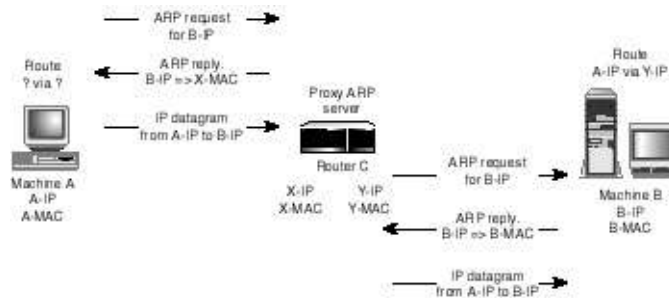 ARP request
for B-IP
ARP reply.
B-IP => X-MAC
Route
? via ?
IP datagram
from A-IP to B-IP
Machine A
A-IP
A-MAC
Proxy ARP
server
Router C
X-IP Y-IP
X-MAC Y-MAC
Route
A-IP via Y-IP
ARP request
for B-IP
Machine B
B-IP
B-MAC
ARP reply.
B-IP => B-MAC
IP datagram
from A-IP to B-IP